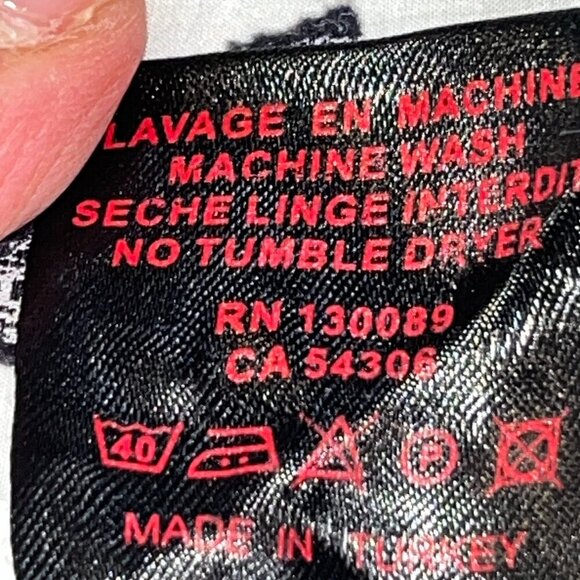 LAVAGE EN MACHINE
MACHINE WASH
SECHE LINGE INTERDIT
NO TUMBLE DRYER
RN 130089
CA 54306
40 P
MADE IN TURKEY